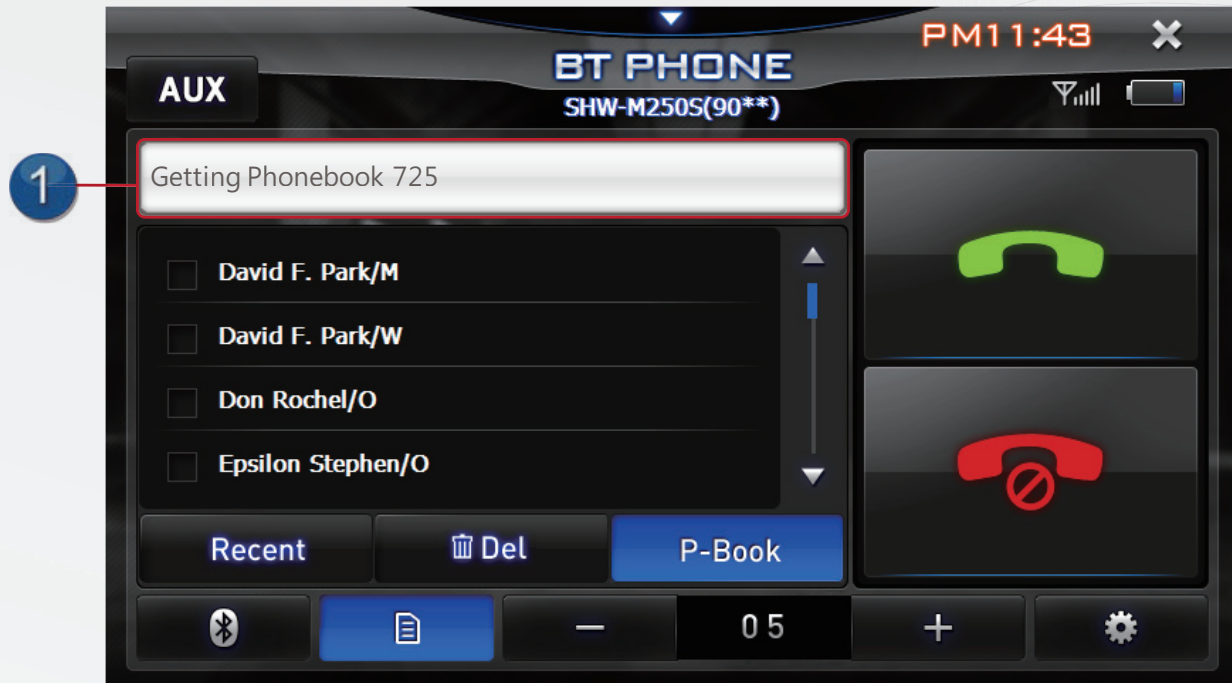 PM11:43
BT PHONE
AUX
SHW-M250S(90**)
1
Getting Phonebook 725
David F. Park/M
David F. Park/W
Don Rochel/O
Epsilon Stephen/O
Recent
Del
P-Book
05